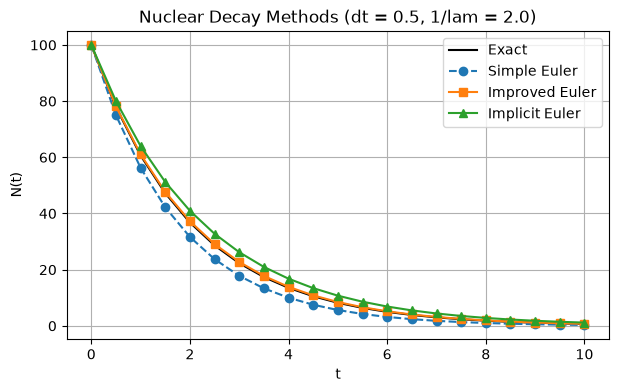 Nuclear Decay Methods (dt = 0.5, 1/lam = 2.0)
Exact
Simple Euler
Improved Euler
Implicit Euler
N(t)
100
80
60
40
20
0
0 2 4 6 8 10
t